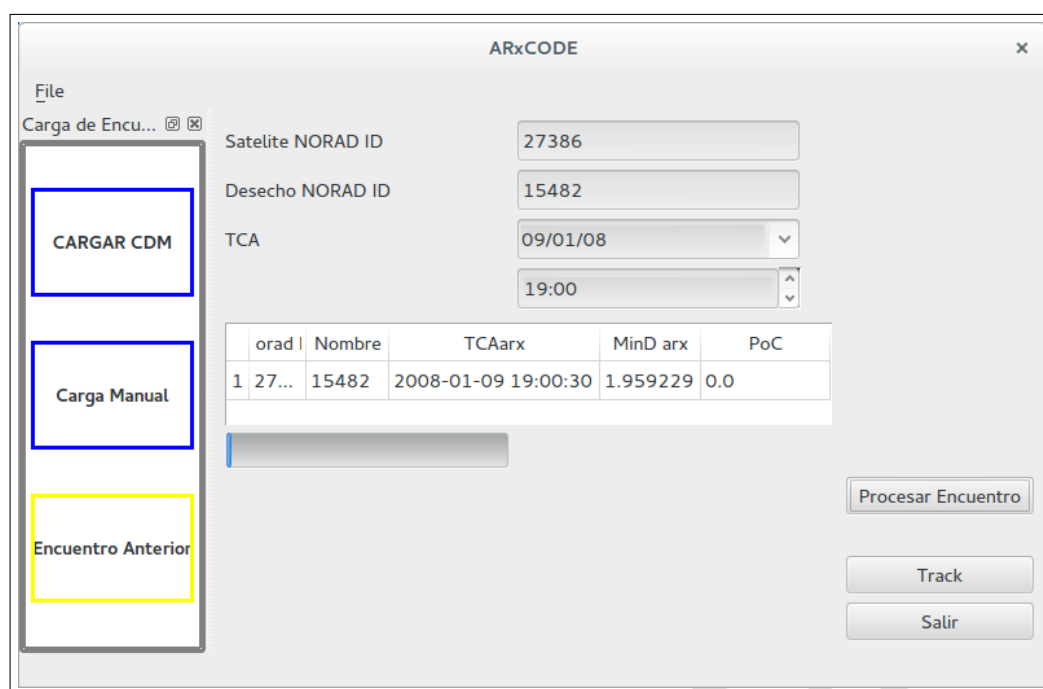 ARxCODE
File
Carga de Encu...
CARGAR CDM
Carga Manual
Encuentro Anterior
Satelite NORAD ID 27386
Desecho NORAD ID 15482
TCA 09/01/08
19:00
orad I Nombre TCAarx MinD arx PoC
1 27... 15482 2008-01-09 19:00:30 1.959229 0.0
Procesar Encuentro
Track
Salir